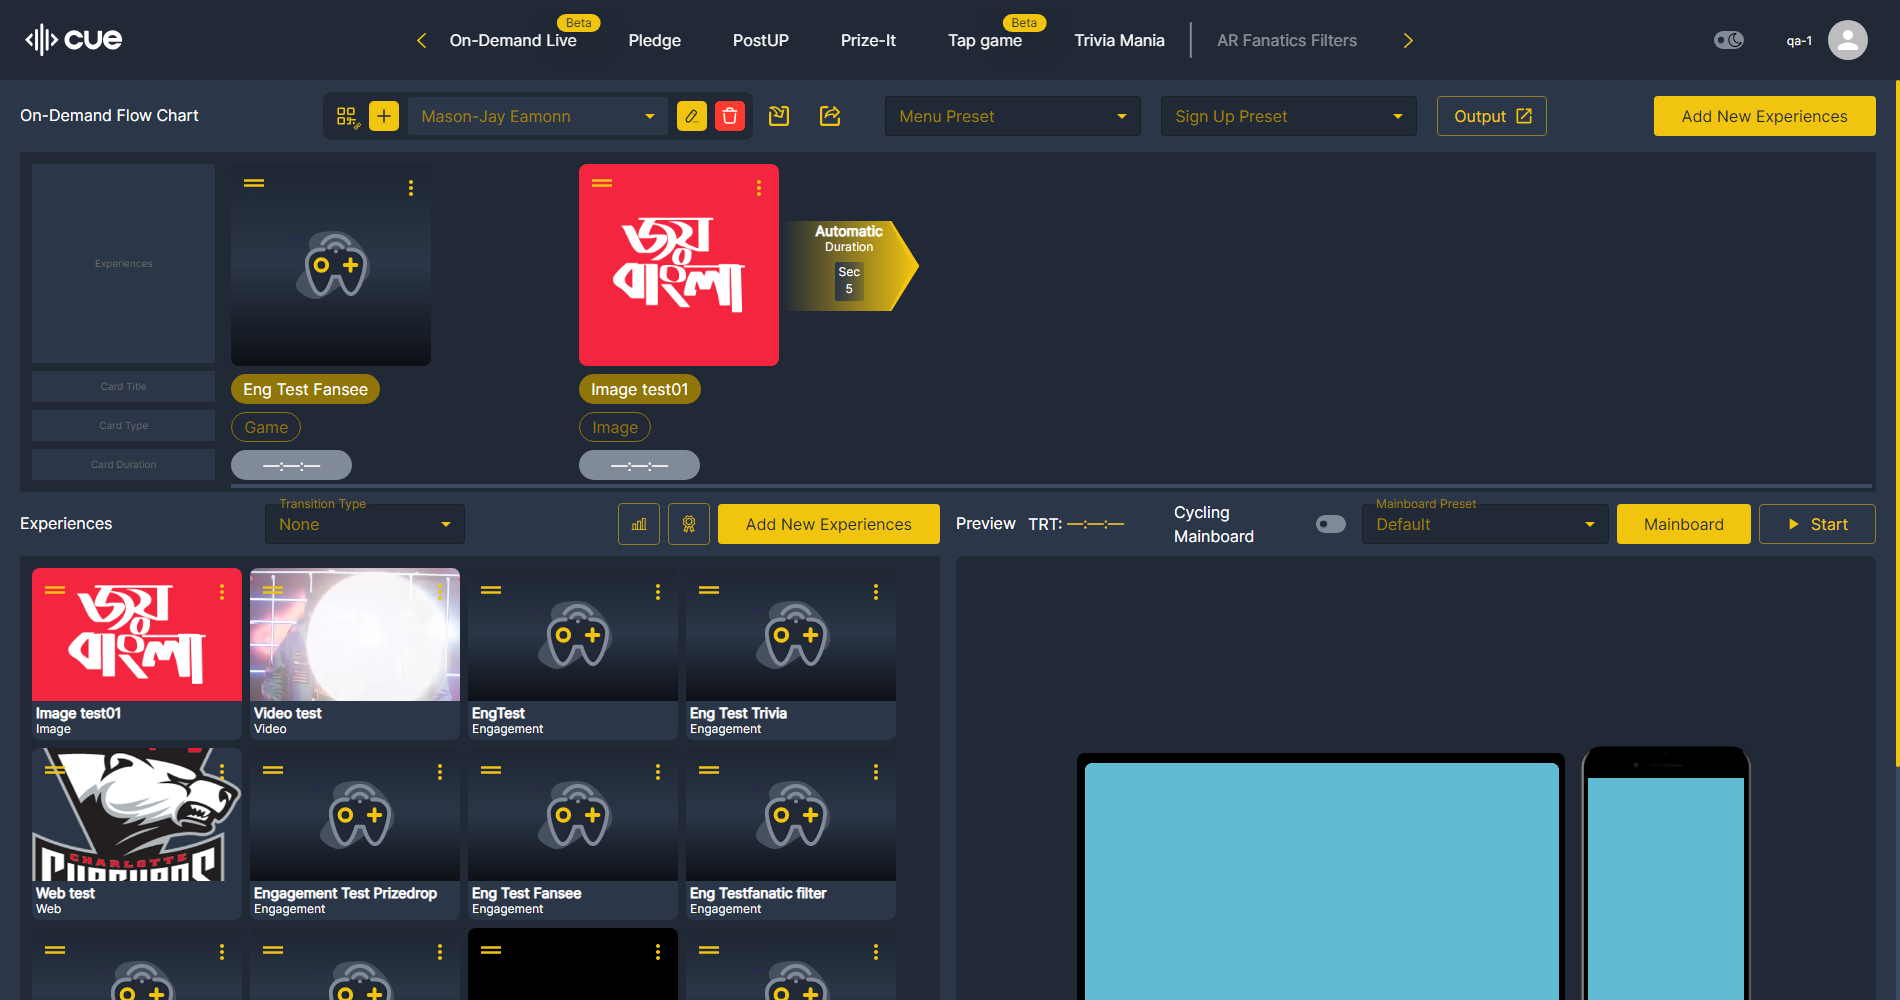 cue
Beta
Beta
On-Demand Live
Pledge
PostUP
Prize-It
Tap game
Trivia Mania
AR Fanatics Filters
qa-1
On-Demand Flow Chart
Mason-Jay Eamonn
Menu Preset
Sign Up Preset
Output
Add New Experiences
Experiences
Card Title
Card Type
Card Duration
Eng Test Fansee
Game
—:—:—
জয়
বাংলা
Image test01
Image
—:—:—
Automatic
Duration
Sec
5
Experiences
Transition Type
None
Add New Experiences
Preview
TRT: —:—:—
Cycling
Mainboard
Mainboard Preset
Default
Mainboard
Start
জয়
বাংলা
Image test01
Image
Video test
Video
EngTest
Engagement
Eng Test Trivia
Engagement
CHARLOTTE
Web test
Web
Engagement Test Prizedrop
Engagement
Eng Test Fansee
Engagement
Eng Testfanatic filter
Engagement